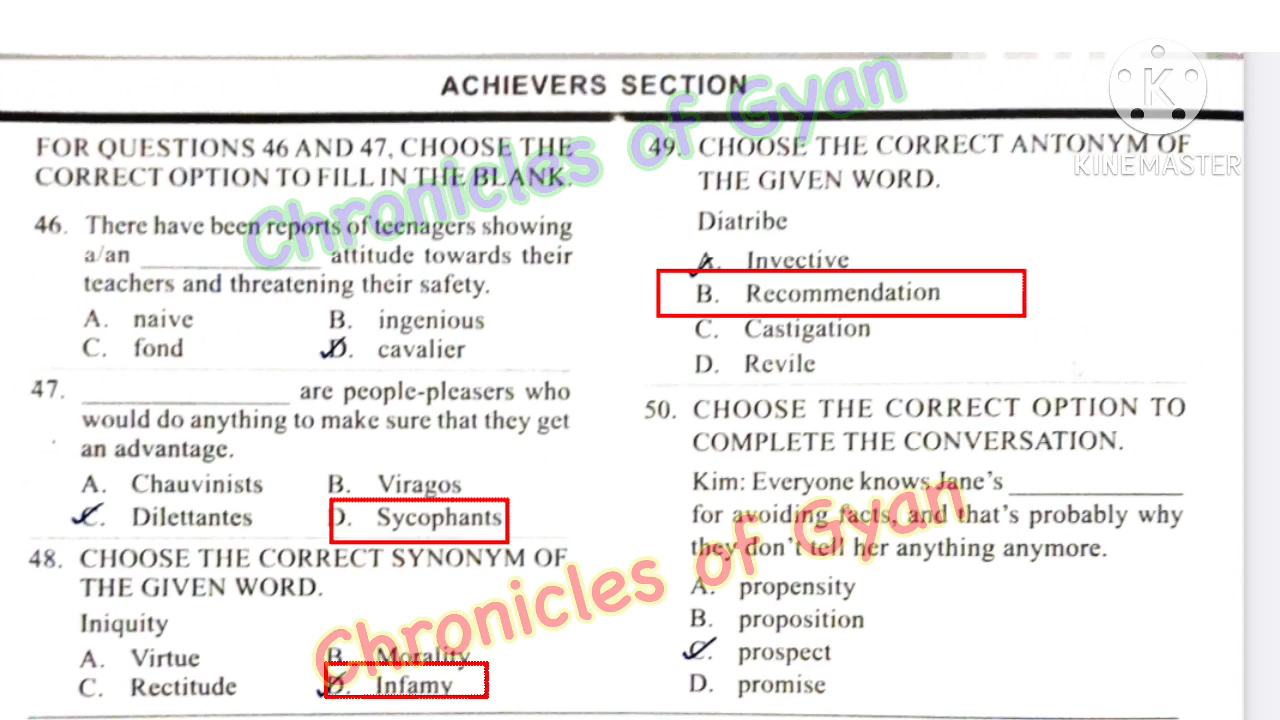 ACHIEVERS SECTION
FOR QUESTIONS 46 AND 47, CHOOSE THE
CORRECT OPTION TO FILL IN THE BLANK.
46. There have been reports of teenagers showing
a/an ____________ attitude towards their
teachers and threatening their safety.
A. naive B. ingenious
C. fond D. cavalier
47. ____________ are people-pleasers who
would do anything to make sure that they get
an advantage.
A. Chauvinists B. Viragos
C. Dilettantes D. Sycophants
48. CHOOSE THE CORRECT SYNONYM OF
THE GIVEN WORD.
Iniquity
A. Virtue B. Morality
C. Rectitude D. Infamy
49. CHOOSE THE CORRECT ANTONYM OF
THE GIVEN WORD.
Diatribe
A. Invective
B. Recommendation
C. Castigation
D. Revile
50. CHOOSE THE CORRECT OPTION TO
COMPLETE THE CONVERSATION.
Kim: Everyone knows Jane's ____________
for avoiding facts, and that's probably why
they don't tell her anything anymore.
A. propensity
B. proposition
C. prospect
D. promise
Chronicles of Gyan
Chronicles of Gyan
K
KINEMASTER